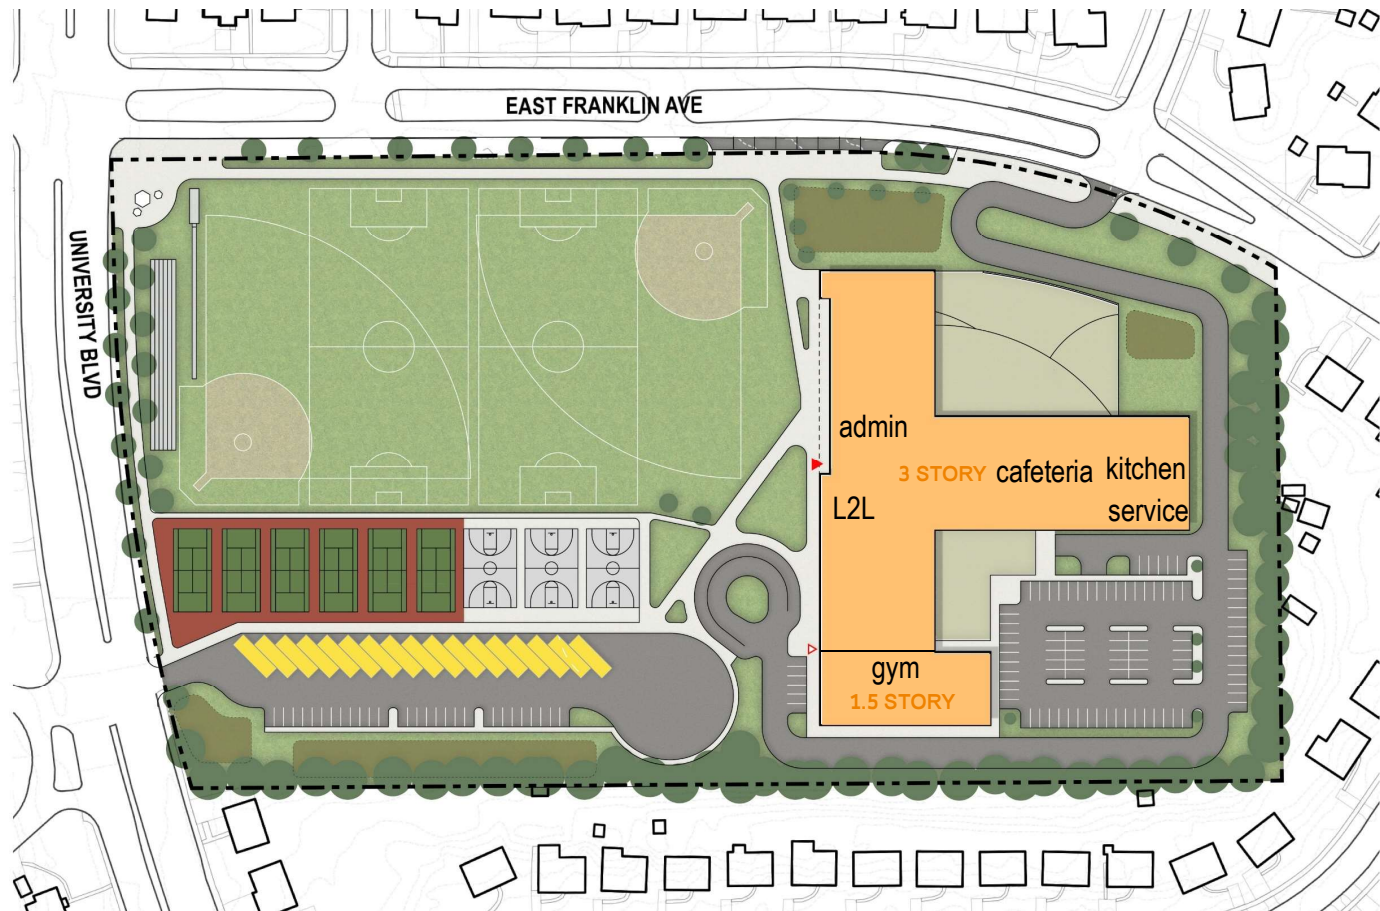 EAST FRANKLIN AVE
UNIVERSITY BLVD
admin
3 STORY
cafeteria
kitchen
service
L2L
gym
1.5 STORY